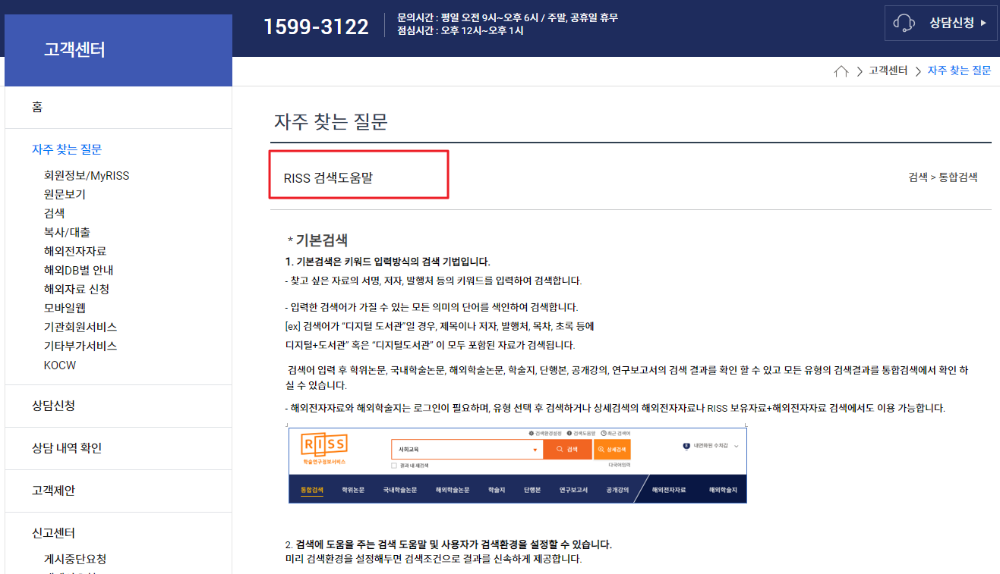 고객센터
1599-3122
문의시간 : 평일 오전 9시~오후 6시 / 주말, 공휴일 휴무
점심시간 : 오후 12시~오후 1시
상담신청
고객센터
자주 찾는 질문
홈
자주 찾는 질문
회원정보/MyRISS
원문보기
검색
복사/대출
해외전자자료
해외DB별 안내
해외자료 신청
모바일웹
기관회원서비스
기타부가서비스
KOCW
상담신청
상담 내역 확인
고객제안
신고센터
게시중단요청
자주 찾는 질문
RISS 검색도움말
검색 > 통합검색
* 기본검색
1. 기본검색은 키워드 입력방식의 검색 기법입니다.
- 찾고 싶은 자료의 서명, 저자, 발행처 등의 키워드를 입력하여 검색합니다.
- 입력한 검색어가 가질 수 있는 모든 의미의 단어를 색인하여 검색합니다.
[ex] 검색어가 “디지털 도서관”일 경우, 제목이나 저자, 발행처, 목차, 초록 등에
디지털+도서관” 혹은 “디지털도서관” 이 모두 포함된 자료가 검색됩니다.
검색어 입력 후 학위논문, 국내학술논문, 해외학술논문, 학술지, 단행본, 공개강의, 연구보고서의 검색 결과를 확인 할 수 있고 모든 유형의 검색결과를 통합검색에서 확인 하
실 수 있습니다.
- 해외전자자료와 해외학술지는 로그인이 필요하며, 유형 선택 후 검색하거나 상세검색의 해외전자자료나 RISS 보유자료+해외전자자료 검색에서도 이용 가능합니다.
검색환경설정 검색도움말 최근 검색어
RISS
학술연구정보서비스
사회교육
검색
상세검색
결과 내 재검색
다국어입력
통합검색 학위논문 국내학술논문 해외학술논문 학술지 단행본 연구보고서 공개강의 해외전자자료 해외학술지
2. 검색에 도움을 주는 검색 도움말 및 사용자가 검색환경을 설정할 수 있습니다.
미리 검색환경을 설정해두면 검색조건으로 결과를 신속하게 제공합니다.